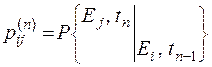 p_{ij}^{(n)} = P{E_j, t_n | E_i, t_{n-1}}